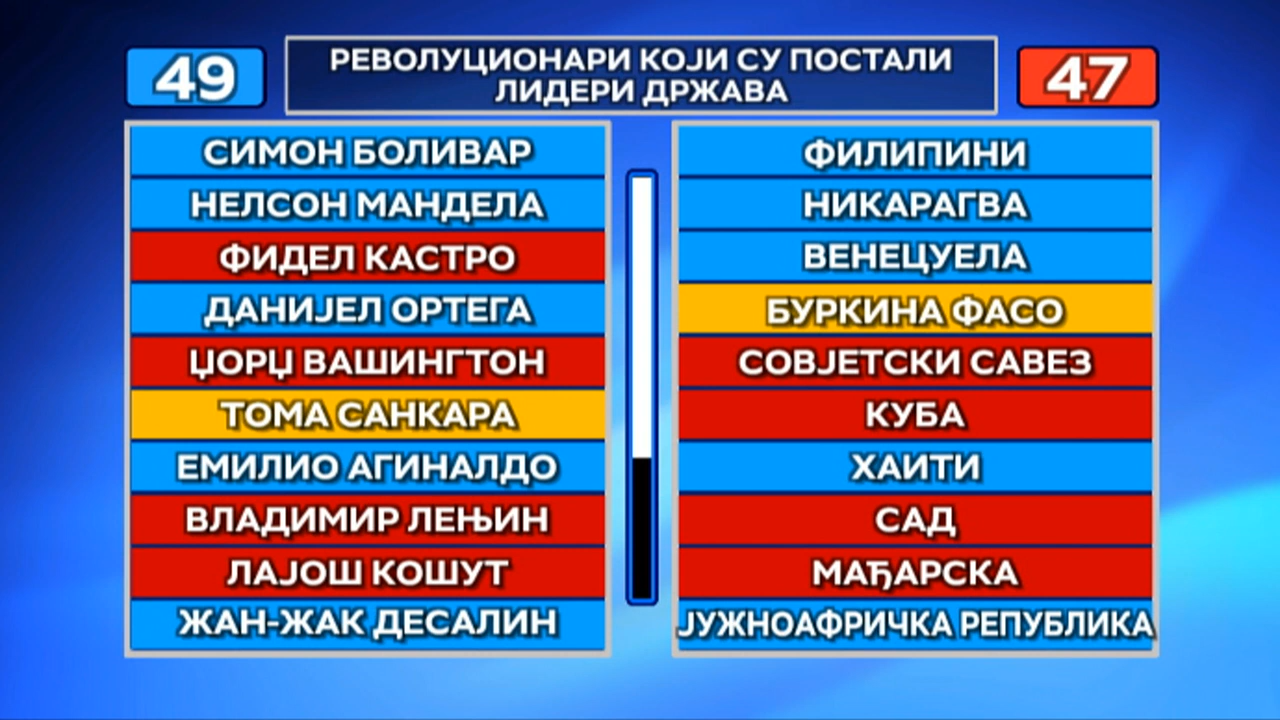 49
РЕВОЛУЦИОНАРИ КОЈИ СУ ПОСТАЛИ
ЛИДЕРИ ДРЖАВА
47
СИМОН БОЛИВАР
ФИЛИПИНИ
НЕЛСОН МАНДЕЛА
НИКАРАГВА
ФИДЕЛ КАСТРО
ВЕНЕЦУЕЛА
ДАНИЈЕЛ ОРТЕГА
БУРКИНА ФАСО
ЏОРЏ ВАШИНГТОН
СОВЈЕТСКИ САВЕЗ
ТОМА САНКАРА
КУБА
ЕМИЛИО АГИНАЛДО
ХАИТИ
ВЛАДИМИР ЛЕЊИН
САД
ЛАЈОШ КОШУТ
МАЂАРСКА
ЖАН-ЖАК ДЕСАЛИН
ЈУЖНОАФРИЧКА РЕПУБЛИКА